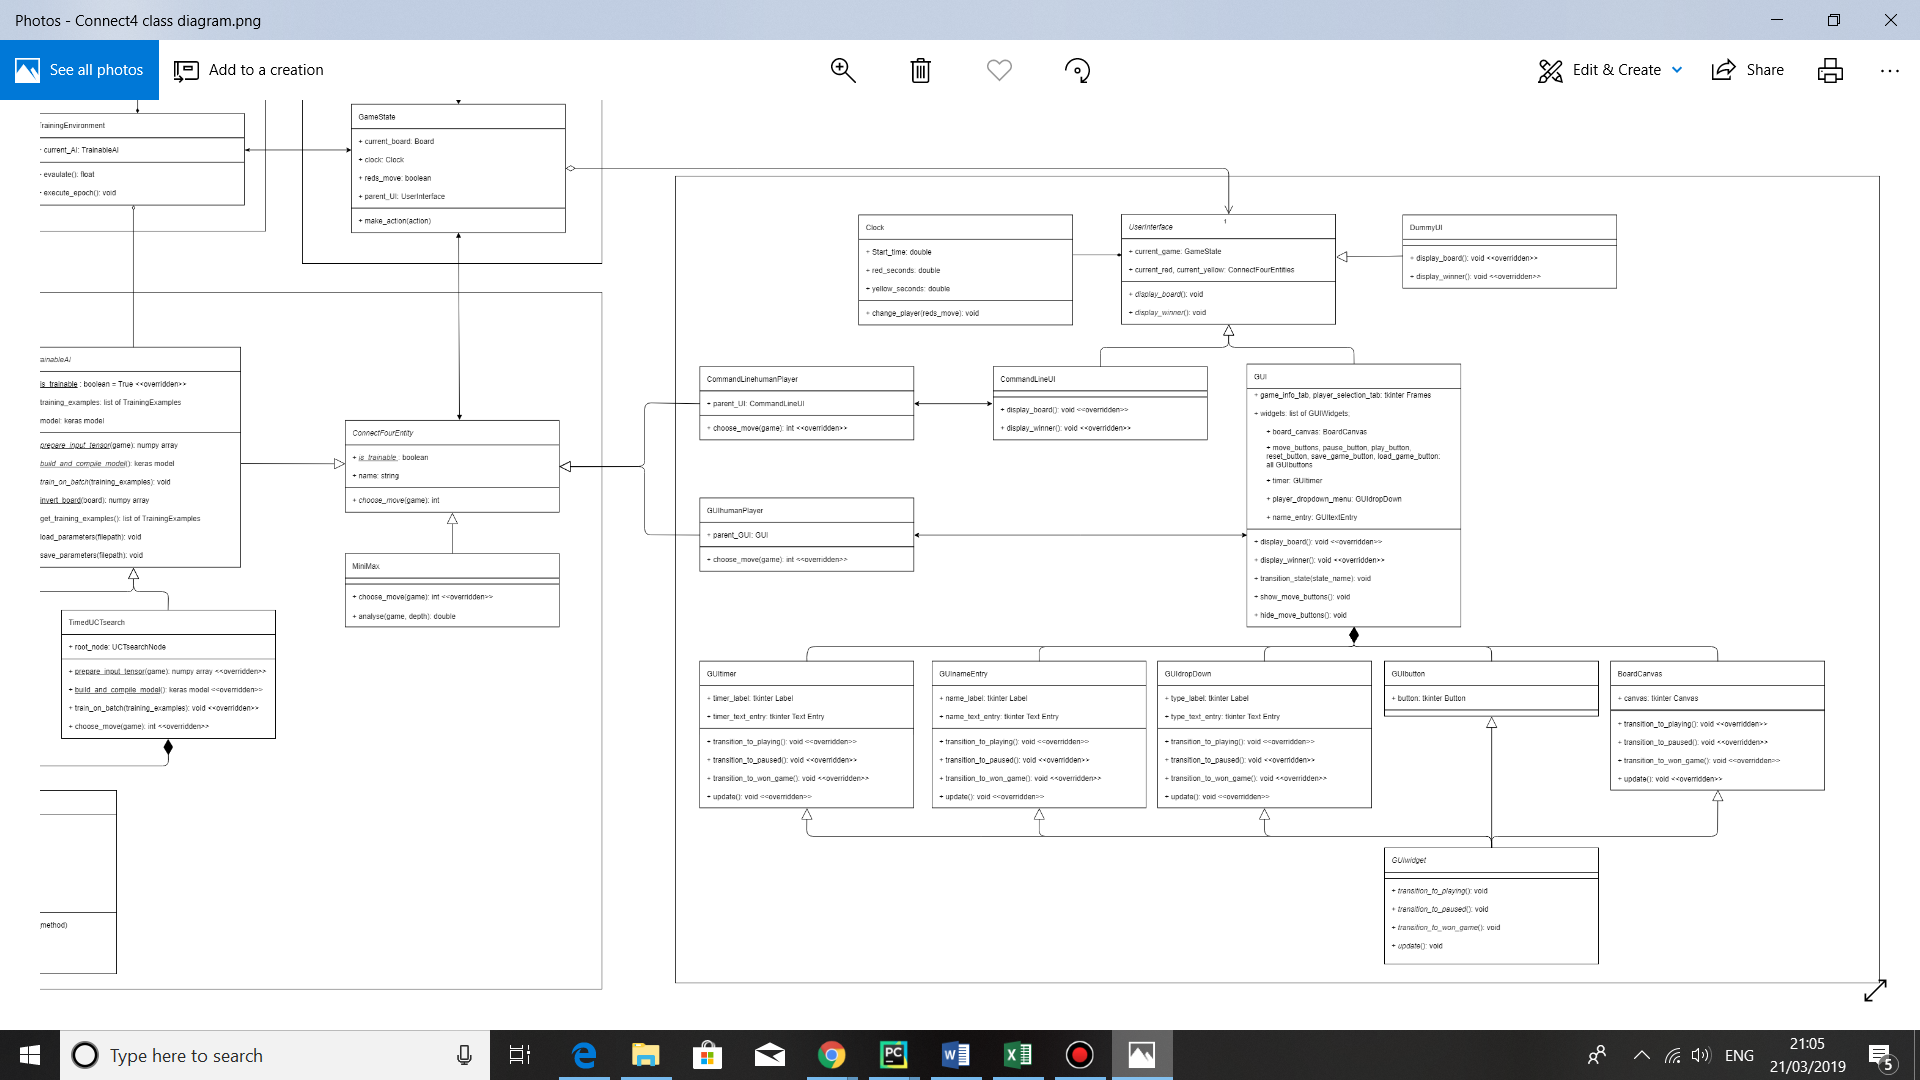 Photos - Connect4 class diagram.png
See all photos
Add to a creation
Edit & Create
Share
TrainingEnvironment
current_AI: TrainableAI
evaulate(): float
execute_epoch(): void
GameState
+ current_board: Board
+ clock: Clock
+ reds_move: boolean
+ parent_UI: UserInterface
+ make_action(action)
Clock
+ Start_time: double
+ red_seconds: double
+ yellow_seconds: double
+ change_player(reds_move): void
1
UserInterface
+ current_game: GameState
+ current_red, current_yellow: ConnectFourEntities
+ display_board(): void
+ display_winner(): void
DummyUI
+ display_board(): void <<overridden>>
+ display_winner(): void <<overridden>>
ainableAI
is_trainable : boolean = True <<overridden>>
training_examples: list of TrainingExamples
model: keras model
prepare_input_tensor(game): numpy array
build_and_compile_model(): keras model
train_on_batch(training_examples): void
invert_board(board): numpy array
get_training_examples(): list of TrainingExamples
load_parameters(filepath): void
save_parameters(filepath): void
ConnectFourEntity
+ is_trainable : boolean
+ name: string
+ choose_move(game): int
MiniMax
+ choose_move(game): int <<overridden>>
+ analyse(game, depth): double
TimedUCTsearch
+ root_node: UCTsearchNode
+ prepare_input_tensor(game): numpy array <<overridden>>
+ build_and_compile_model(): keras model <<overridden>>
+ train_on_batch(training_examples): void <<overridden>>
+ choose_move(game): int <<overridden>>
method)
CommandLinehumanPlayer
+ parent_UI: CommandLineUI
+ choose_move(game): int <<overridden>>
CommandLineUI
+ display_board(): void <<overridden>>
+ display_winner(): void <<overridden>>
GUIhumanPlayer
+ parent_GUI: GUI
+ choose_move(game): int <<overridden>>
GUI
+ game_info_tab, player_selection_tab: tkinter Frames
+ widgets: list of GUIWidgets,
+ board_canvas: BoardCanvas
+ move_buttons, pause_button, play_button,
reset_button, save_game_button, load_game_button:
all GUIbuttons
+ timer: GUItimer
+ player_dropdown_menu: GUIdropDown
+ name_entry: GUItextEntry
+ display_board(): void <<overridden>>
+ display_winner(): void <<overridden>>
+ transition_state(state_name): void
+ show_move_buttons(): void
+ hide_move_buttons(): void
GUItimer
+ timer_label: tkinter Label
+ timer_text_entry: tkinter Text Entry
+ transition_to_playing(): void <<overridden>>
+ transition_to_paused(): void <<overridden>>
+ transition_to_won_game(): void <<overridden>>
+ update(): void <<overridden>>
GUInameEntry
+ name_label: tkinter Label
+ name_text_entry: tkinter Text Entry
+ transition_to_playing(): void <<overridden>>
+ transition_to_paused(): void <<overridden>>
+ transition_to_won_game(): void <<overridden>>
+ update(): void <<overridden>>
GUIdropDown
+ type_label: tkinter Label
+ type_text_entry: tkinter Text Entry
+ transition_to_playing(): void <<overridden>>
+ transition_to_paused(): void <<overridden>>
+ transition_to_won_game(): void <<overridden>>
+ update(): void <<overridden>>
GUIbutton
+ button: tkinter Button
BoardCanvas
+ canvas: tkinter Canvas
+ transition_to_playing(): void <<overridden>>
+ transition_to_paused(): void <<overridden>>
+ transition_to_won_game(): void <<overridden>>
+ update(): void <<overridden>>
GUIwidget
+ transition_to_playing(): void
+ transition_to_paused(): void
+ transition_to_won_game(): void
+ update(): void
Type here to search
ENG
21:05
21/03/2019
5